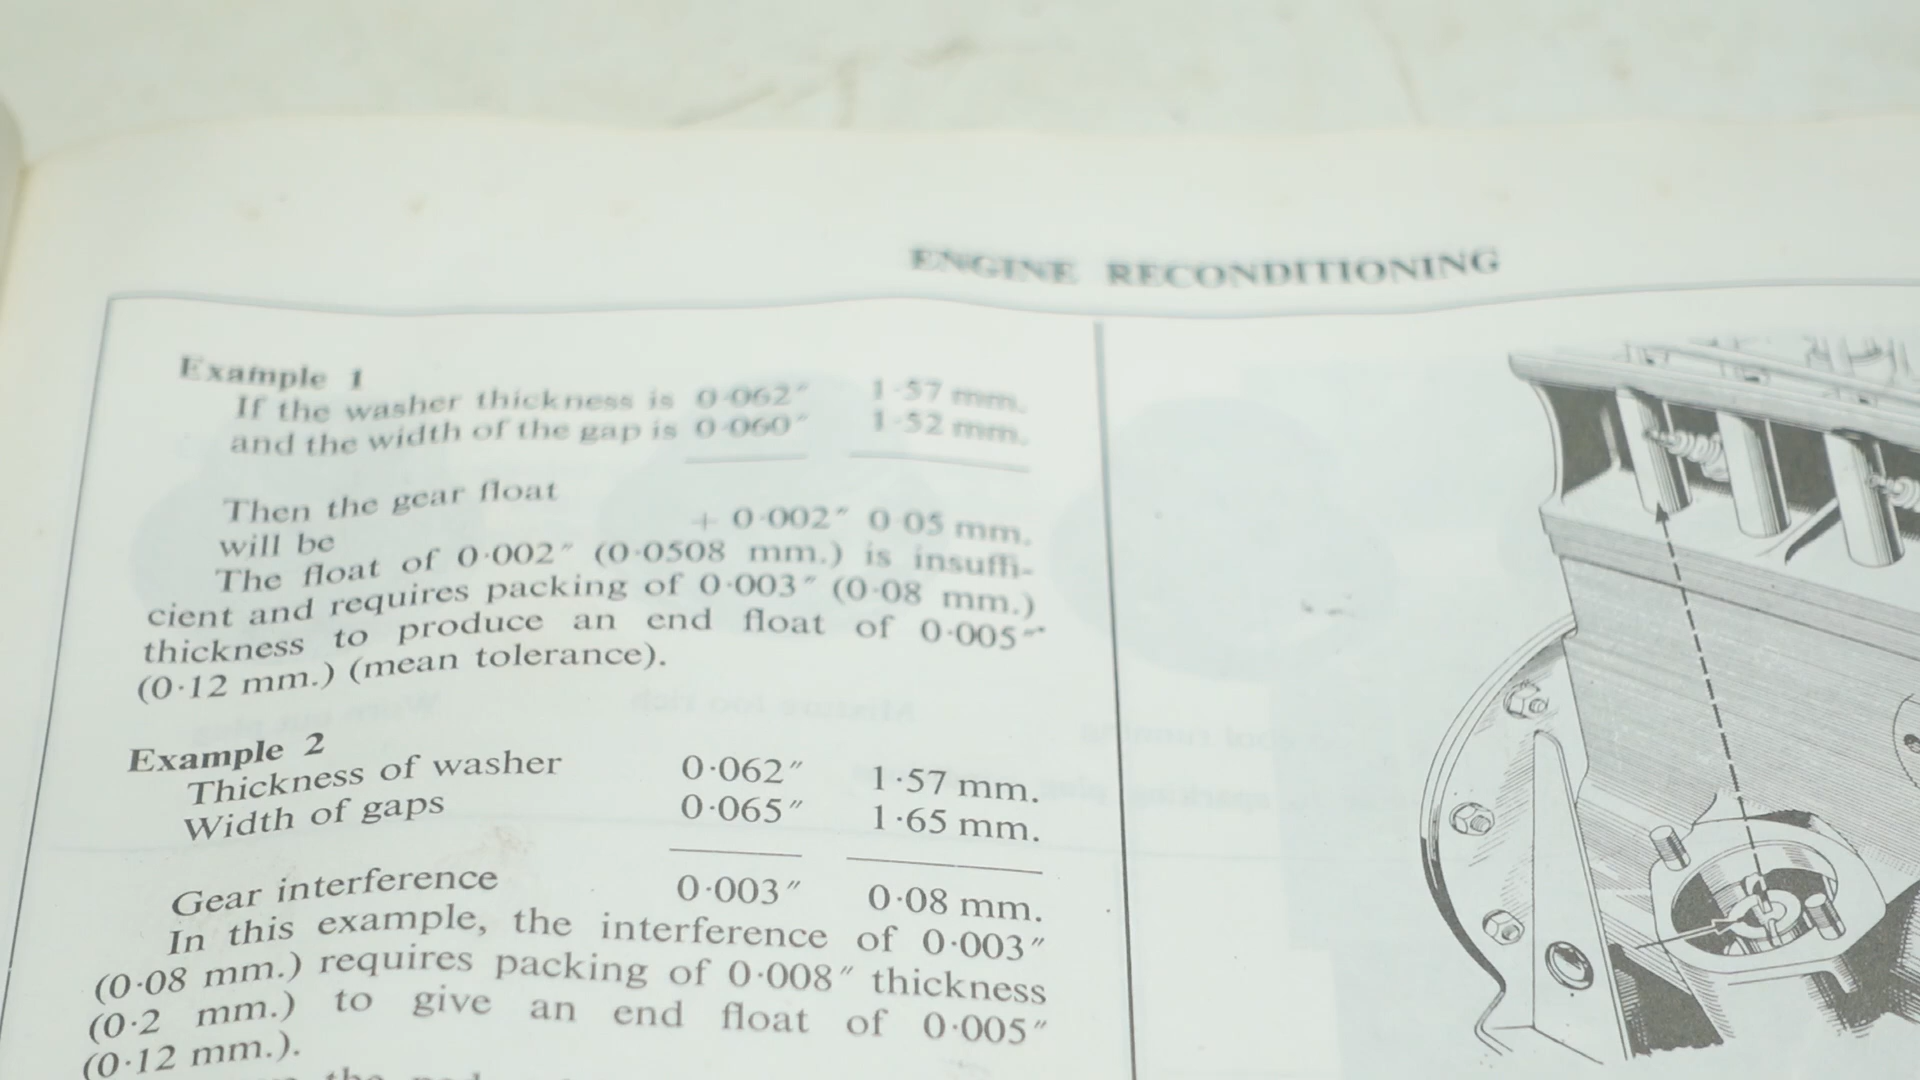 ENGINE RECONDITIONING
Example 1
If the washer thickness is 0·062″ 1·57 mm.
and the width of the gap is 0·060″ 1·52 mm.
Then the gear float
will be + 0·002″ 0·05 mm.
The float of 0·002″ (0·0508 mm.) is insuffi-
cient and requires packing of 0·003″ (0·08 mm.)
thickness to produce an end float of 0·005″
(0·12 mm.) (mean tolerance).
Example 2
Thickness of washer 0·062″ 1·57 mm.
Width of gaps 0·065″ 1·65 mm.
Gear interference 0·003″ 0·08 mm.
In this example, the interference of 0·003″
(0·08 mm.) requires packing of 0·008″ thickness
(0·2 mm.) to give an end float of 0·005″
(0·12 mm.).
the